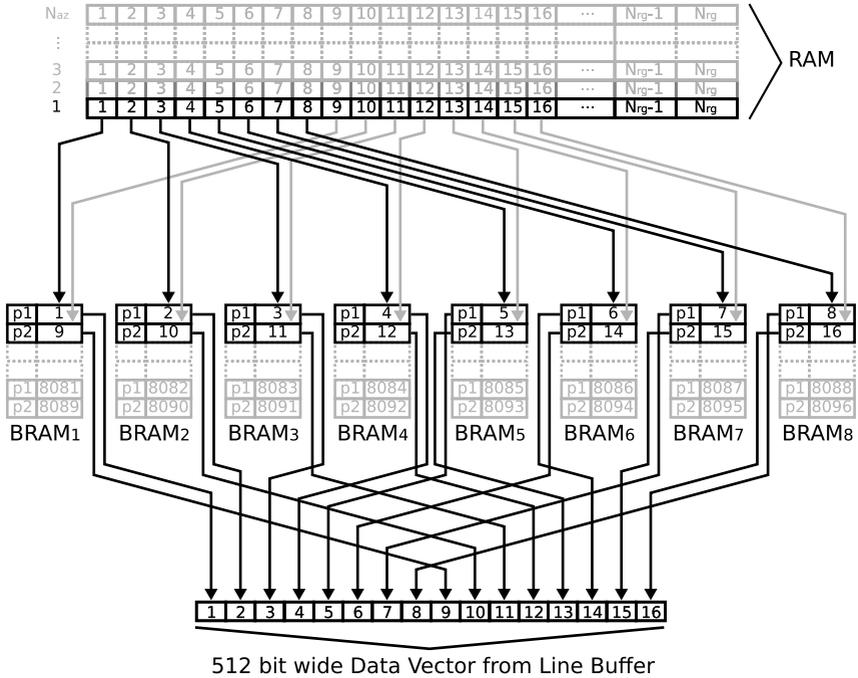 Naz 1 2 3 4 5 6 7 8 9 10 11 12 13 14 15 16 ... Nrg-1 Nrg
⋮
3 1 2 3 4 5 6 7 8 9 10 11 12 13 14 15 16 ... Nrg-1 Nrg
2 1 2 3 4 5 6 7 8 9 10 11 12 13 14 15 16 ... Nrg-1 Nrg
1 1 2 3 4 5 6 7 8 9 10 11 12 13 14 15 16 ... Nrg-1 Nrg
RAM
p1 1 p1 2 p1 3 p1 4 p1 5 p1 6 p1 7 p1 8
p2 9 p2 10 p2 11 p2 12 p2 13 p2 14 p2 15 p2 16
p1 8081 p1 8082 p1 8083 p1 8084 p1 8085 p1 8086 p1 8087 p1 8088
p2 8089 p2 8090 p2 8091 p2 8092 p2 8093 p2 8094 p2 8095 p2 8096
BRAM1 BRAM2 BRAM3 BRAM4 BRAM5 BRAM6 BRAM7 BRAM8
1 2 3 4 5 6 7 8 9 10 11 12 13 14 15 16
512 bit wide Data Vector from Line Buffer